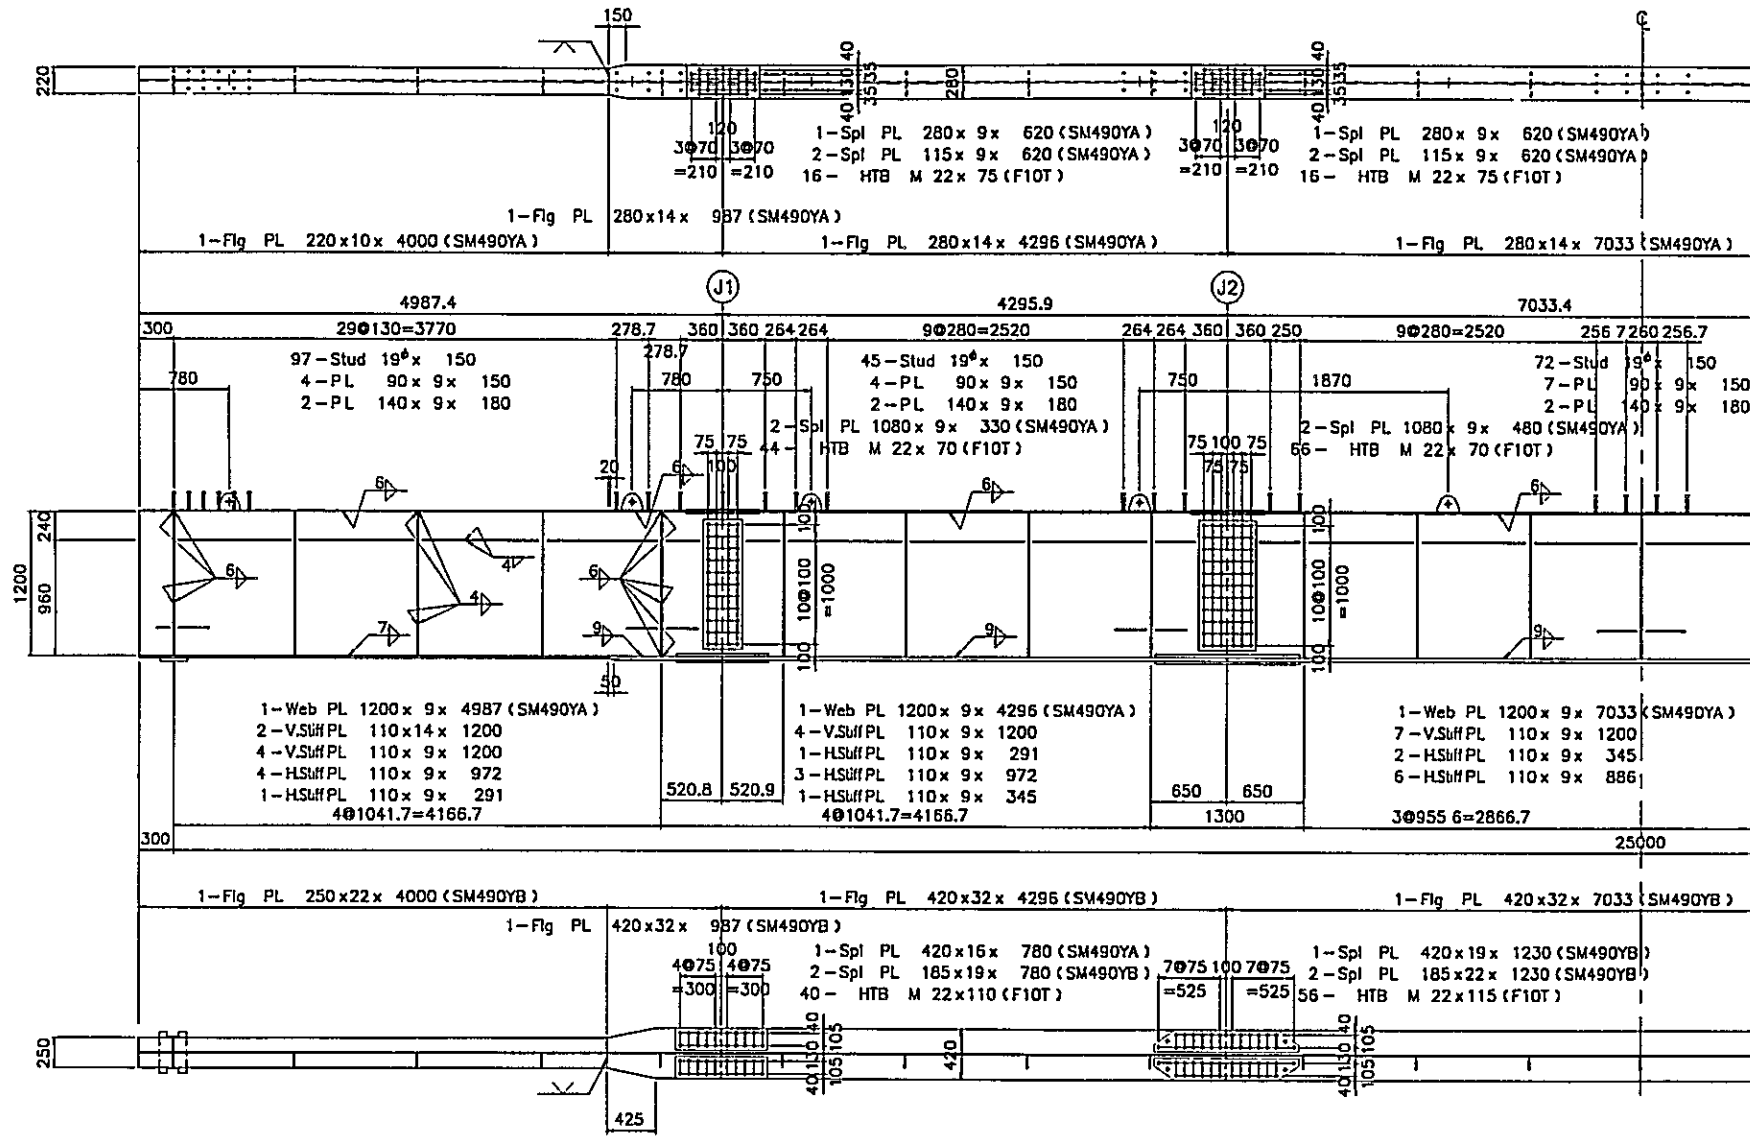 150
℄
220
40
130
3535
40
280
40
130
3535
40
120
3@70 3@70
=210 =210
1-Spl PL 280x 9x 620 (SM490YA)
2-Spl PL 115x 9x 620 (SM490YA)
16- HTB M 22x 75 (F10T)
120
3@70 3@70
=210 =210
1-Spl PL 280x 9x 620 (SM490YA)
2-Spl PL 115x 9x 620 (SM490YA)
16- HTB M 22x 75 (F10T)
1-Flg PL 280x14x 987 (SM490YA)
1-Flg PL 220x10x 4000 (SM490YA)
1-Flg PL 280x14x 4296 (SM490YA)
1-Flg PL 280x14x 7033 (SM490YA)
J1
J2
4987.4 4295.9 7033.4
300 29@130=3770 278.7 360 360 264 264 9@280=2520 264 264 360 360 250 9@280=2520 256 7 260 256.7
97-Stud 19ϕx 150
4-PL 90x 9x 150
2-PL 140x 9x 180
780
278.7
780 750
45-Stud 19ϕx 150
4-PL 90x 9x 150
2-PL 140x 9x 180
750 1870
72-Stud 19ϕx 150
7-PL 90x 9x 150
2-PL 140x 9x 180
2-Spl PL 1080x 9x 330 (SM490YA)
44- HTB M 22x 70 (F10T)
75 75
100
2-Spl PL 1080x 9x 480 (SM490YA)
66- HTB M 22x 70 (F10T)
75 100 75
75 75
20
6
6
6
6
1200
240
960
6
4
4
6
7
9
9
9
100
10@100
=1000
100
100
10@100
=1000
100
50
1-Web PL 1200x 9x 4987 (SM490YA)
2-V.Stiff PL 110x14x 1200
4-V.Stiff PL 110x 9x 1200
4-H.Stiff PL 110x 9x 972
1-H.Stiff PL 110x 9x 291
1-Web PL 1200x 9x 4296 (SM490YA)
4-V.Stiff PL 110x 9x 1200
1-H.Stiff PL 110x 9x 291
3-H.Stiff PL 110x 9x 972
1-H.Stiff PL 110x 9x 345
1-Web PL 1200x 9x 7033 (SM490YA)
7-V.Stiff PL 110x 9x 1200
2-H.Stiff PL 110x 9x 345
6-H.Stiff PL 110x 9x 886
520.8 520.9
650 650
4@1041.7=4166.7 4@1041.7=4166.7 1300 3@955 6=2866.7
300 25000
1-Flg PL 250x22x 4000 (SM490YB)
1-Flg PL 420x32x 4296 (SM490YB)
1-Flg PL 420x32x 7033 (SM490YB)
1-Flg PL 420x32x 987 (SM490YB)
100
4@75 4@75
=300 =300
1-Spl PL 420x16x 780 (SM490YA)
2-Spl PL 185x19x 780 (SM490YB)
40- HTB M 22x110 (F10T)
7@75 100 7@75
=525 =525
1-Spl PL 420x19x 1230 (SM490YB)
2-Spl PL 185x22x 1230 (SM490YB)
56- HTB M 22x115 (F10T)
250
40
105
130
105
40
420
40
105
130
105
40
425